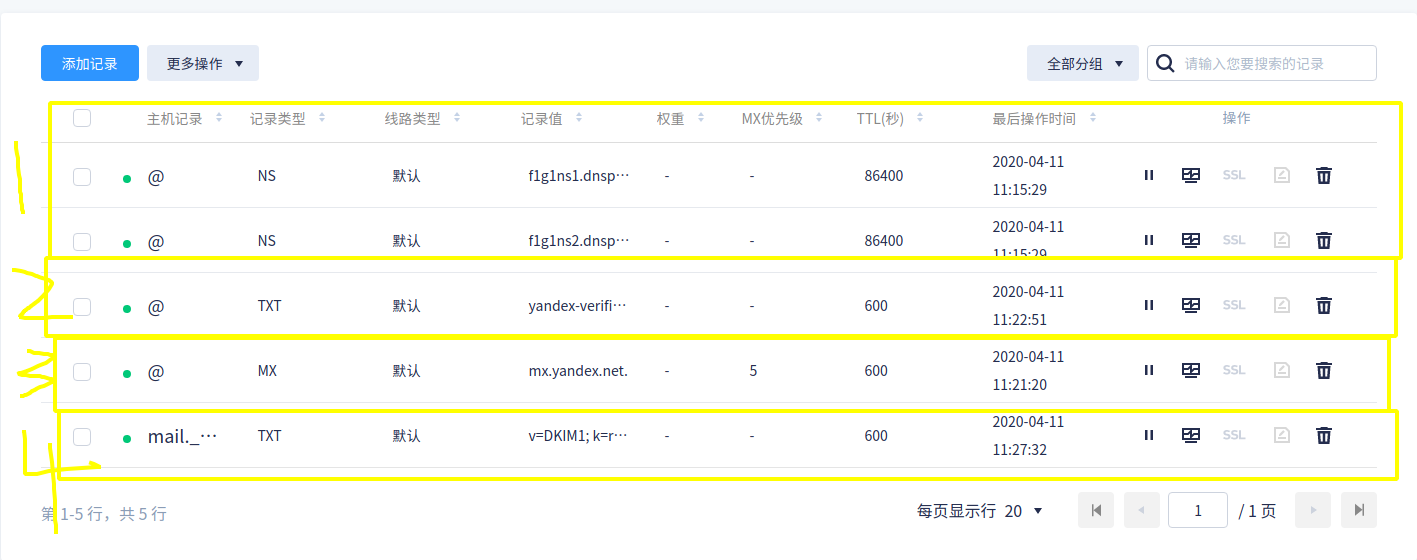 添加记录 更多操作 全部分组 请输入您要搜索的记录
主机记录 记录类型 线路类型 记录值 权重 MX优先级 TTL(秒) 最后操作时间 操作
1 @ NS 默认 f1g1ns1.dnsp··· - - 86400 2020-04-11 11:15:29 SSL
@ NS 默认 f1g1ns2.dnsp··· - - 86400 2020-04-11 11:15:29 SSL
2 @ TXT 默认 yandex-verifi··· - - 600 2020-04-11 11:22:51 SSL
3 @ MX 默认 mx.yandex.net. - 5 600 2020-04-11 11:21:20 SSL
4 mail._··· TXT 默认 v=DKIM1; k=r··· - - 600 2020-04-11 11:27:32 SSL
第 1-5 行，共 5 行 每页显示行 20 1 / 1 页